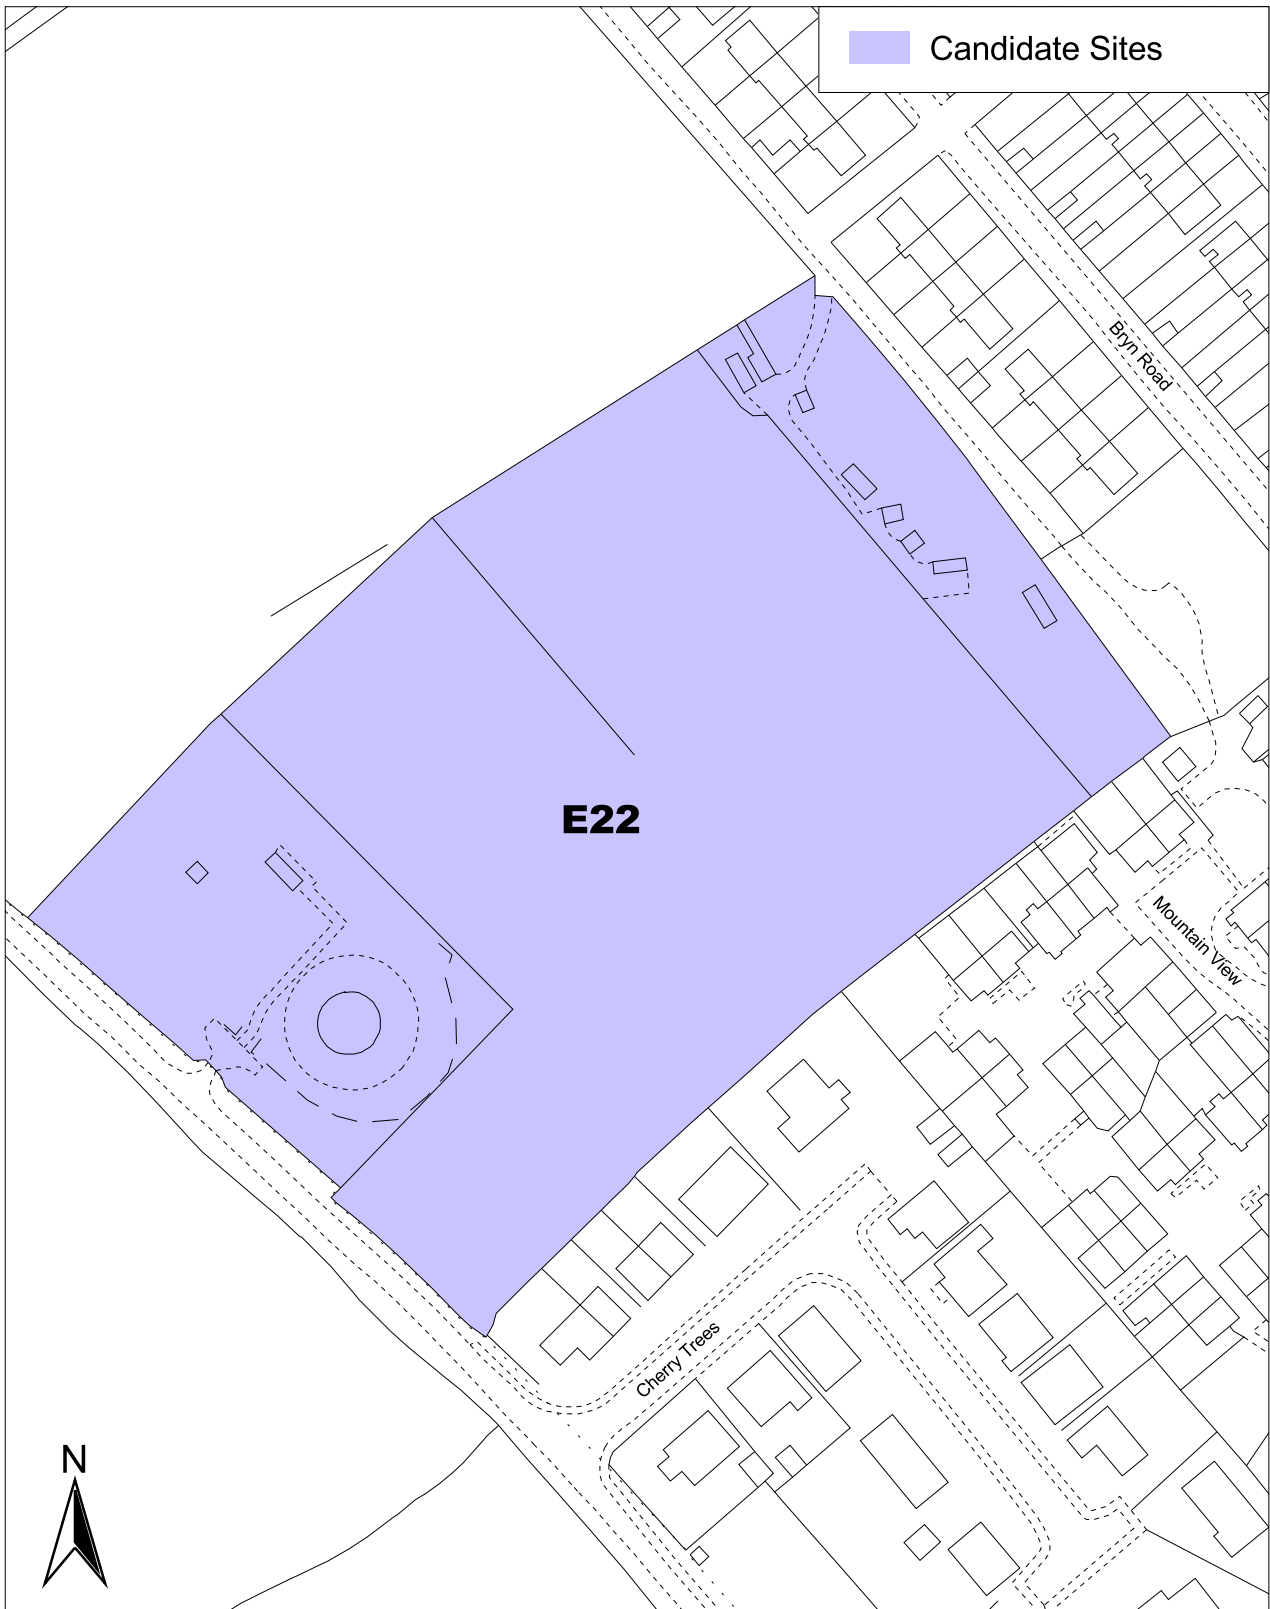 Candidate Sites
Bryn Road
E22
Mountain View
Cherry Trees
N